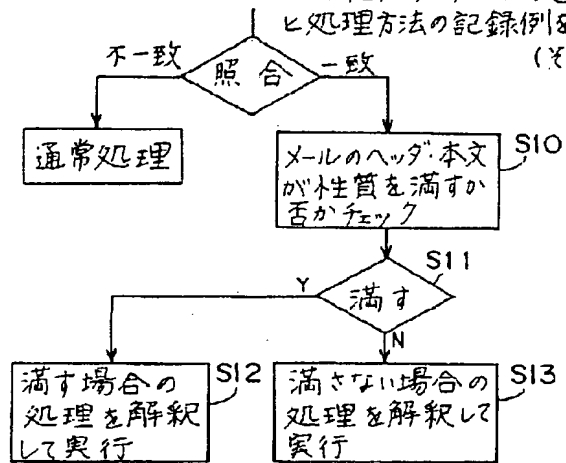 と処理方法の記録例を
(そ
不一致
照合
一致
通常処理
メールのヘッダ・本文
が性質を満すか
否かチェック
S10
S11
Y
満す
N
満す場合の
処理を解釈
して実行
S12
満さない場合の
処理を解釈して
実行
S13